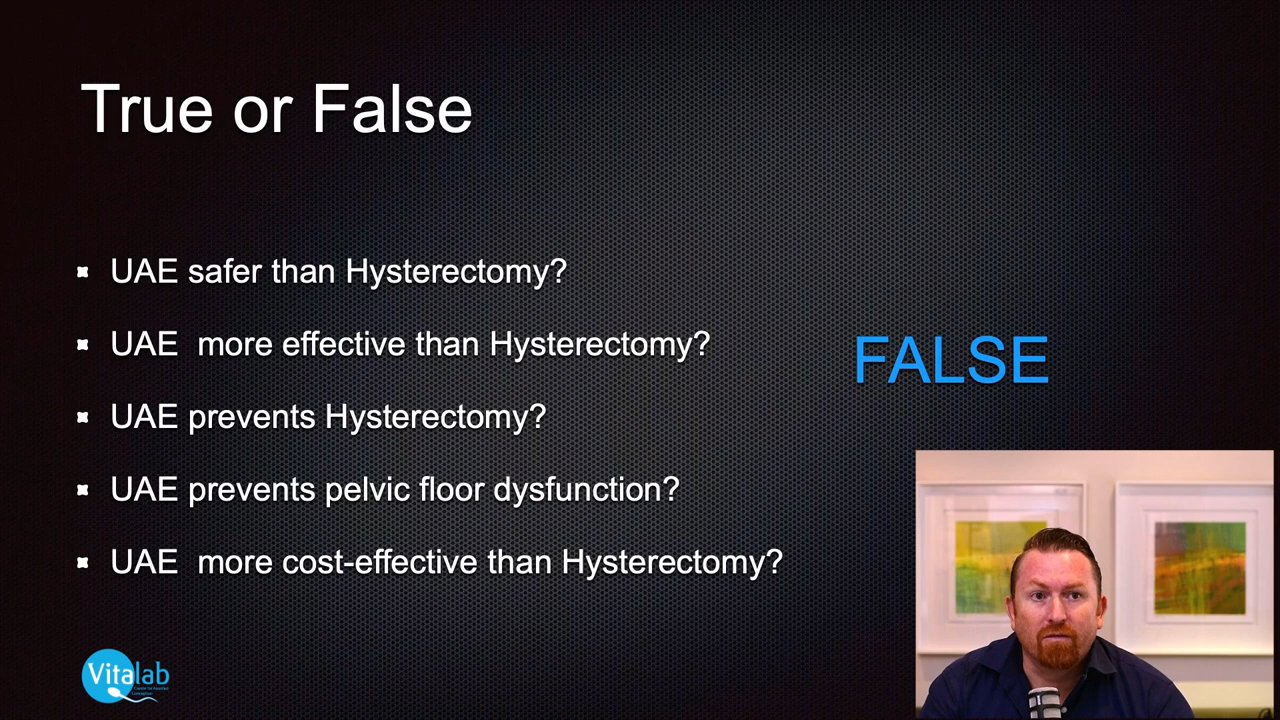 True or False
UAE safer than Hysterectomy?
UAE more effective than Hysterectomy?
UAE prevents Hysterectomy?
UAE prevents pelvic floor dysfunction?
UAE more cost-effective than Hysterectomy?
FALSE
Vitalab